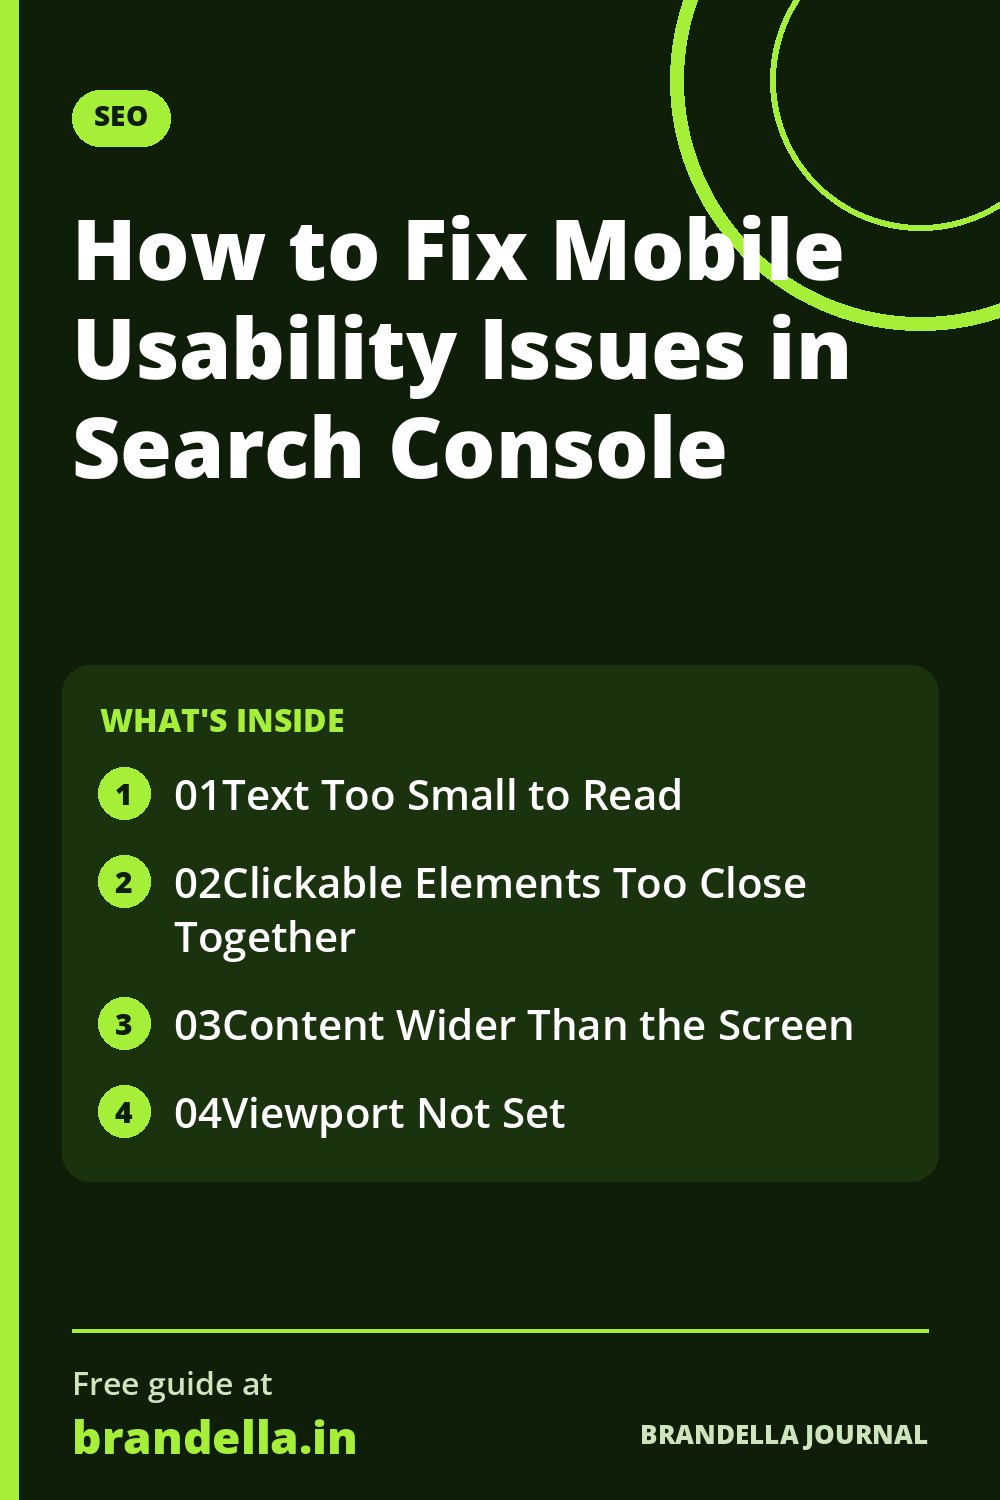 SEO
How to Fix Mobile
Usability Issues in
Search Console
WHAT'S INSIDE
1 01Text Too Small to Read
2 02Clickable Elements Too Close
Together
3 03Content Wider Than the Screen
4 04Viewport Not Set
Free guide at
brandella.in
BRANDELLA JOURNAL